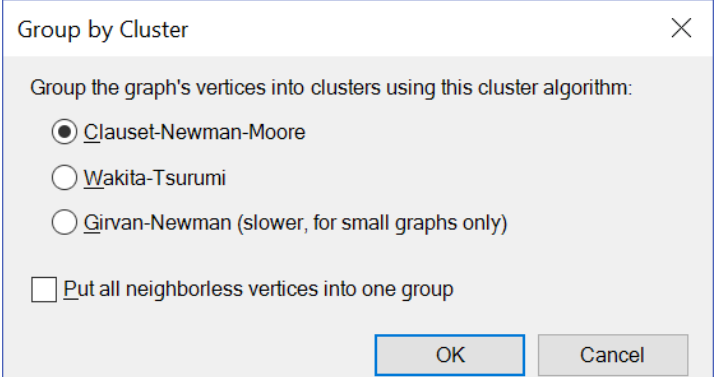 Group by Cluster
Group the graph's vertices into clusters using this cluster algorithm:
Clauset-Newman-Moore
Wakita-Tsurumi
Girvan-Newman (slower, for small graphs only)
Put all neighborless vertices into one group
OK Cancel